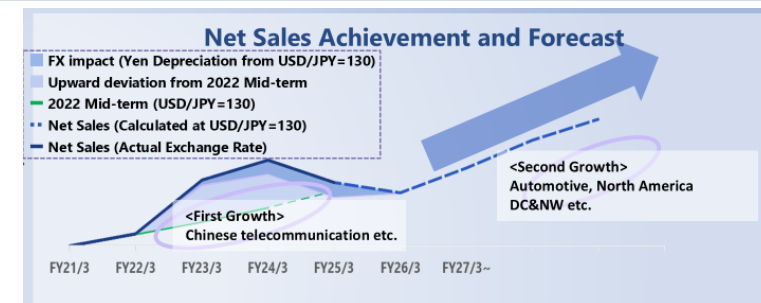 Net Sales Achievement and Forecast
FX impact (Yen Depreciation from USD/JPY=130)
Upward deviation from 2022 Mid-term
2022 Mid-term (USD/JPY=130)
Net Sales (Calculated at USD/JPY=130)
Net Sales (Actual Exchange Rate)
<Second Growth>
Automotive, North America
DC&NW etc.
<First Growth>
Chinese telecommunication etc.
FY21/3 FY22/3 FY23/3 FY24/3 FY25/3 FY26/3 FY27/3~